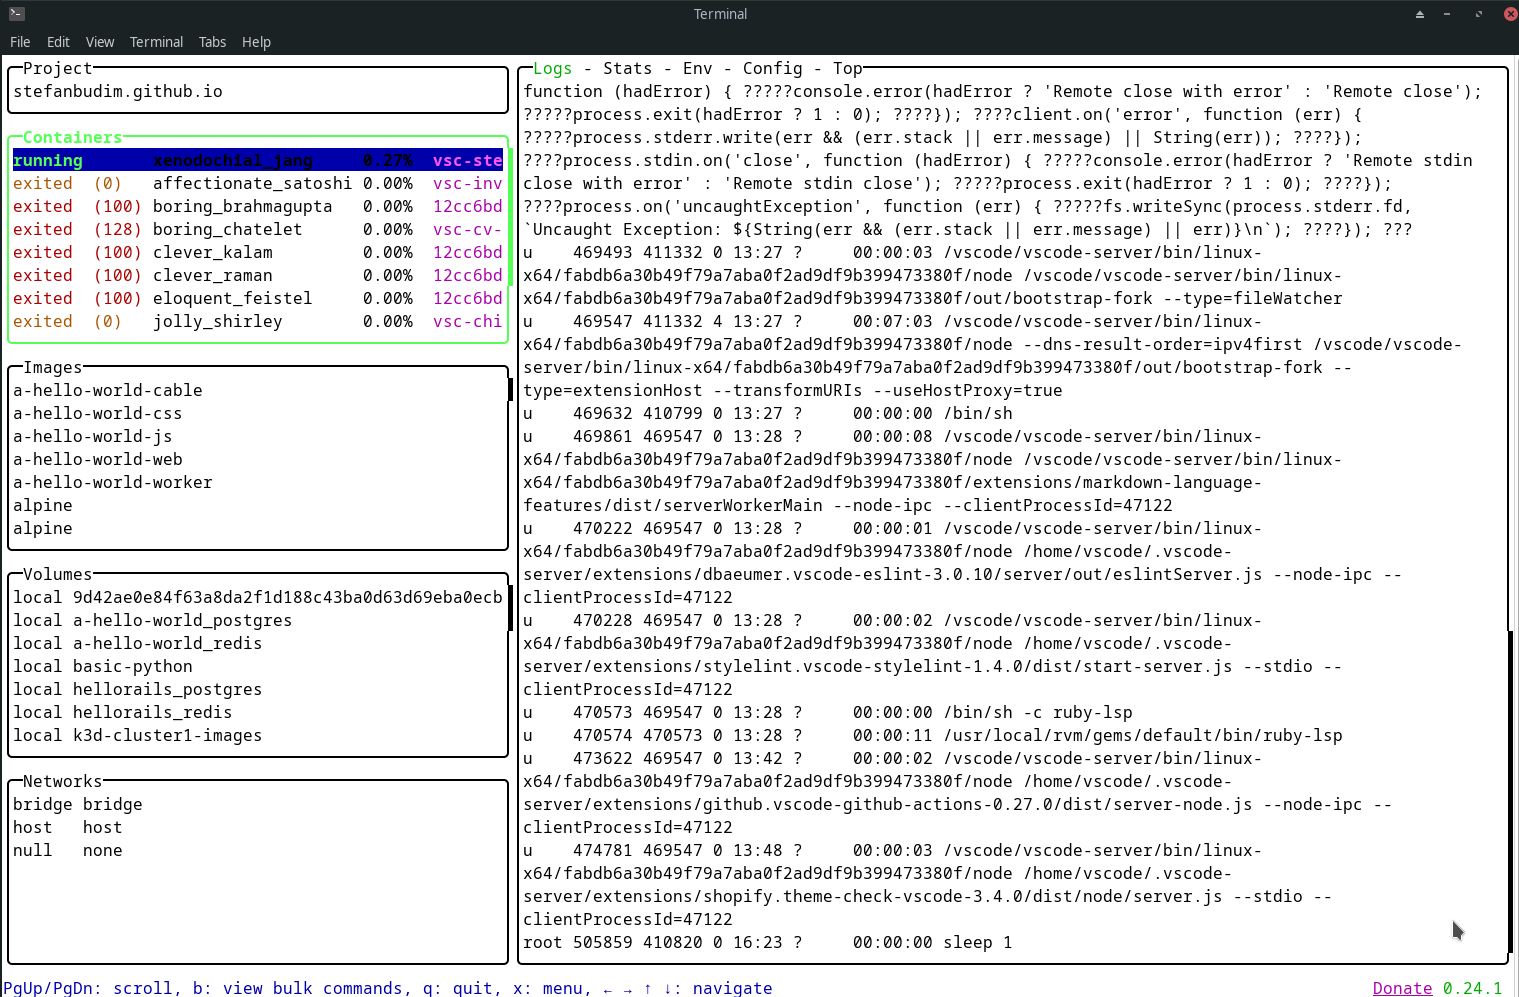 Terminal
File Edit View Terminal Tabs Help
Project
stefanbudim.github.io
Containers
running xenodochial_jang 0.27% vsc-ste
exited (0) affectionate_satoshi 0.00% vsc-inv
exited (100) boring_brahmagupta 0.00% 12cc6bd
exited (128) boring_chatelet 0.00% vsc-cv-
exited (100) clever_kalam 0.00% 12cc6bd
exited (100) clever_raman 0.00% 12cc6bd
exited (100) eloquent_feistel 0.00% 12cc6bd
exited (0) jolly_shirley 0.00% vsc-chi
Images
a-hello-world-cable
a-hello-world-css
a-hello-world-js
a-hello-world-web
a-hello-world-worker
alpine
alpine
Volumes
local 9d42ae0e84f63a8da2f1d188c43ba0d63d69eba0ecb
local a-hello-world_postgres
local a-hello-world_redis
local basic-python
local hellorails_postgres
local hellorails_redis
local k3d-cluster1-images
Networks
bridge bridge
host host
null none
Logs - Stats - Env - Config - Top
function (hadError) { ?????console.error(hadError ? 'Remote close with error' : 'Remote close');
?????process.exit(hadError ? 1 : 0); ????}); ????client.on('error', function (err) {
?????process.stderr.write(err && (err.stack || err.message) || String(err)); ????});
????process.stdin.on('close', function (hadError) { ?????console.error(hadError ? 'Remote stdin
close with error' : 'Remote stdin close'); ?????process.exit(hadError ? 1 : 0); ????});
????process.on('uncaughtException', function (err) { ?????fs.writeSync(process.stderr.fd,
`Uncaught Exception: ${String(err && (err.stack || err.message) || err)}\n`); ????}); ???
u 469493 411332 0 13:27 ? 00:00:03 /vscode/vscode-server/bin/linux-
x64/fabdb6a30b49f79a7aba0f2ad9df9b399473380f/node /vscode/vscode-server/bin/linux-
x64/fabdb6a30b49f79a7aba0f2ad9df9b399473380f/out/bootstrap-fork --type=fileWatcher
u 469547 411332 4 13:27 ? 00:07:03 /vscode/vscode-server/bin/linux-
x64/fabdb6a30b49f79a7aba0f2ad9df9b399473380f/node --dns-result-order=ipv4first /vscode/vscode-
server/bin/linux-x64/fabdb6a30b49f79a7aba0f2ad9df9b399473380f/out/bootstrap-fork --
type=extensionHost --transformURIs --useHostProxy=true
u 469632 410799 0 13:27 ? 00:00:00 /bin/sh
u 469861 469547 0 13:28 ? 00:00:08 /vscode/vscode-server/bin/linux-
x64/fabdb6a30b49f79a7aba0f2ad9df9b399473380f/node /vscode/vscode-server/bin/linux-
x64/fabdb6a30b49f79a7aba0f2ad9df9b399473380f/extensions/markdown-language-
features/dist/serverWorkerMain --node-ipc --clientProcessId=47122
u 470222 469547 0 13:28 ? 00:00:01 /vscode/vscode-server/bin/linux-
x64/fabdb6a30b49f79a7aba0f2ad9df9b399473380f/node /home/vscode/.vscode-
server/extensions/dbaeumer.vscode-eslint-3.0.10/server/out/eslintServer.js --node-ipc --
clientProcessId=47122
u 470228 469547 0 13:28 ? 00:00:02 /vscode/vscode-server/bin/linux-
x64/fabdb6a30b49f79a7aba0f2ad9df9b399473380f/node /home/vscode/.vscode-
server/extensions/stylelint.vscode-stylelint-1.4.0/dist/start-server.js --stdio --
clientProcessId=47122
u 470573 469547 0 13:28 ? 00:00:00 /bin/sh -c ruby-lsp
u 470574 470573 0 13:28 ? 00:00:11 /usr/local/rvm/gems/default/bin/ruby-lsp
u 473622 469547 0 13:42 ? 00:00:02 /vscode/vscode-server/bin/linux-
x64/fabdb6a30b49f79a7aba0f2ad9df9b399473380f/node /home/vscode/.vscode-
server/extensions/github.vscode-github-actions-0.27.0/dist/server-node.js --node-ipc --
clientProcessId=47122
u 474781 469547 0 13:48 ? 00:00:03 /vscode/vscode-server/bin/linux-
x64/fabdb6a30b49f79a7aba0f2ad9df9b399473380f/node /home/vscode/.vscode-
server/extensions/shopify.theme-check-vscode-3.4.0/dist/node/server.js --stdio --
clientProcessId=47122
root 505859 410820 0 16:23 ? 00:00:00 sleep 1
PgUp/PgDn: scroll, b: view bulk commands, q: quit, x: menu, ← → ↑ ↓: navigate
Donate 0.24.1